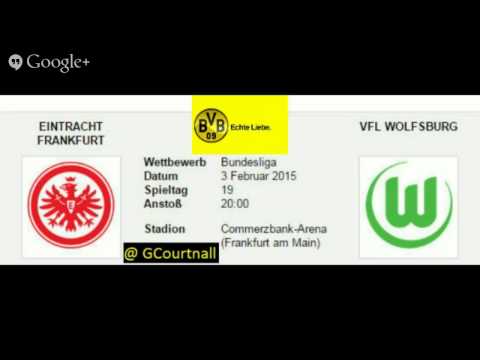 Google+
BVB
09
Echte Liebe.
EINTRACHT
FRANKFURT
VFL WOLFSBURG
Wettbewerb Bundesliga
Datum 3 Februar 2015
Spieltag 19
Anstoß 20:00
Stadion Commerzbank-Arena
(Frankfurt am Main)
@ GCourtnall
W